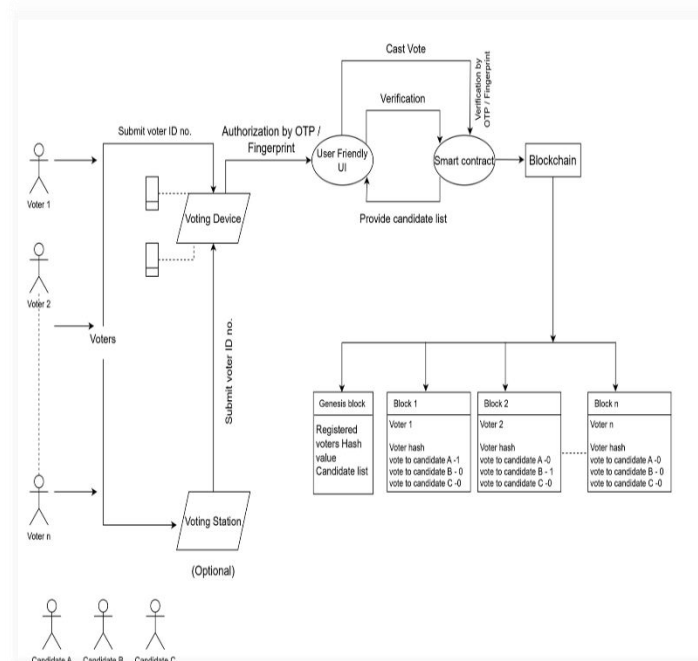 Cast Vote
Verification by
OTP / Fingerprint
Submit voter ID no.
Authorization by OTP /
Fingerprint
Verification
User Friendly
UI
Smart contract
Blockchain
Voter 1
Voting Device
Provide candidate list
Voter 2
Voters
Submit voter ID no.
Genesis block
Registered
voters Hash
value
Candidate list
Block 1
Voter 1
Voter hash
vote to candidate A -1
vote to candidate B - 0
vote to candidate C -0
Block 2
Voter 2
Voter hash
vote to candidate A -0
vote to candidate B - 1
vote to candidate C -0
Block n
Voter n
Voter hash
vote to candidate A -0
vote to candidate B - 0
vote to candidate C -0
Voter n
Voting Station
(Optional)
Candidate A
Candidate B
Candidate C